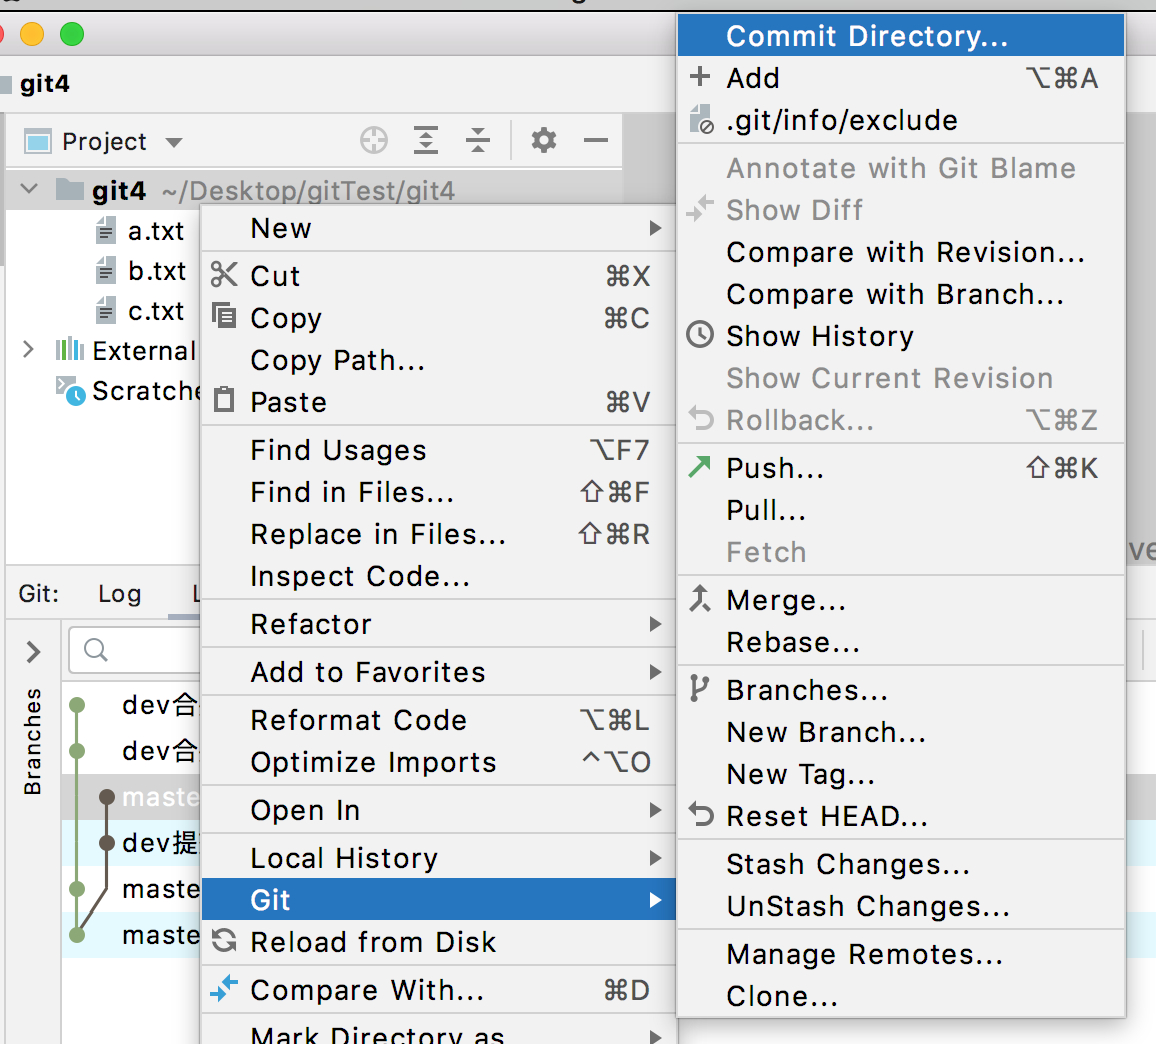 git4
Project
git4 ~/Desktop/gitTest/git4
a.txt
b.txt
c.txt
External
Git: Log
Branches
dev合
dev合
dev提
New
Cut ⌘X
Copy ⌘C
Copy Path...
Paste ⌘V
Find Usages ⌥F7
Find in Files... ⇧⌘F
Replace in Files... ⇧⌘R
Inspect Code...
Refactor
Add to Favorites
Reformat Code ⌥⌘L
Optimize Imports ^⌥O
Open In
Local History
Git
Reload from Disk
Compare With... ⌘D
Mark Directory as
Commit Directory...
Add ⌥⌘A
.git/info/exclude
Annotate with Git Blame
Show Diff
Compare with Revision...
Compare with Branch...
Show History
Show Current Revision
Rollback... ⌥⌘Z
Push... ⇧⌘K
Pull...
Fetch
Merge...
Rebase...
Branches...
New Branch...
New Tag...
Reset HEAD...
Stash Changes...
UnStash Changes...
Manage Remotes...
Clone...